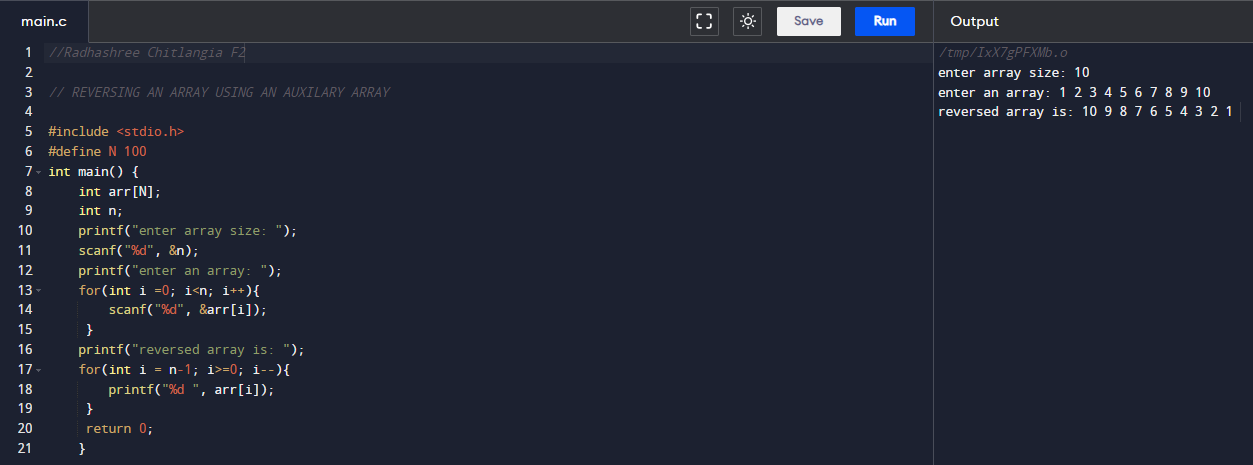 main.c Save Run Output
1 //Radhashree Chitlangia F2
2
3 // REVERSING AN ARRAY USING AN AUXILARY ARRAY
4
5 #include <stdio.h>
6 #define N 100
7 int main() {
8 int arr[N];
9 int n;
10 printf("enter array size: ");
11 scanf("%d", &n);
12 printf("enter an array: ");
13 for(int i =0; i<n; i++){
14 scanf("%d", &arr[i]);
15 }
16 printf("reversed array is: ");
17 for(int i = n-1; i>=0; i--){
18 printf("%d ", arr[i]);
19 }
20 return 0;
21 }
/tmp/IxX7gPFXMb.o
enter array size: 10
enter an array: 1 2 3 4 5 6 7 8 9 10
reversed array is: 10 9 8 7 6 5 4 3 2 1